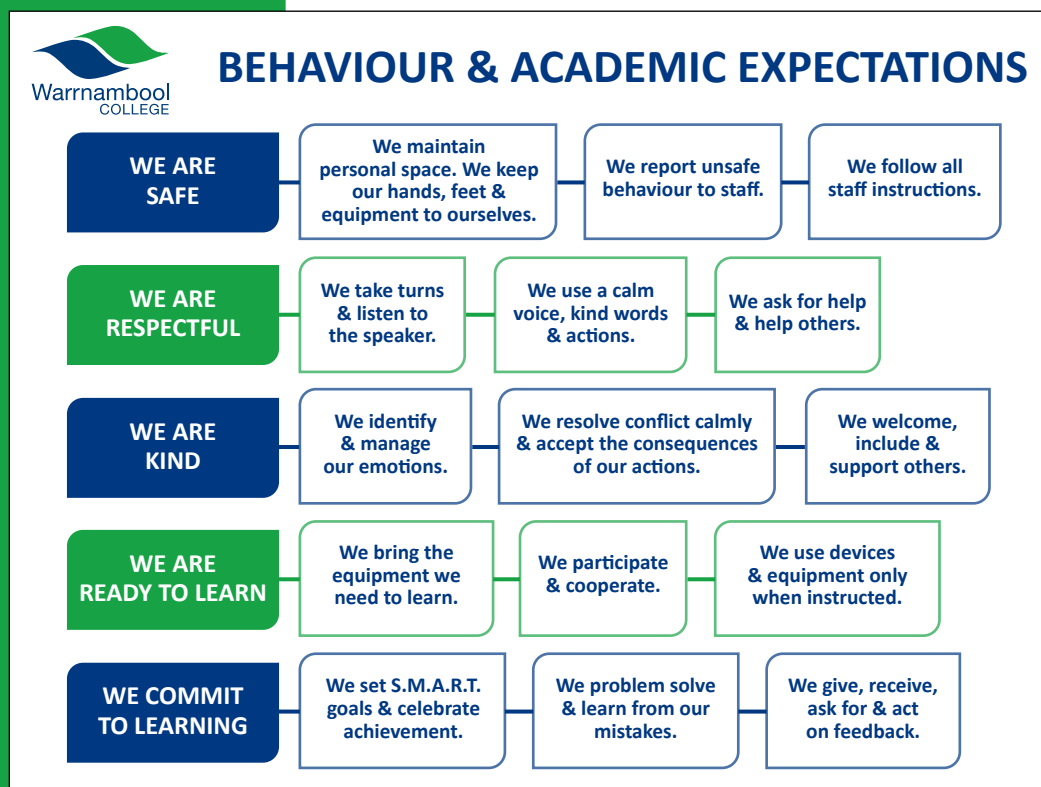 Warrnambool
COLLEGE
BEHAVIOUR & ACADEMIC EXPECTATIONS
WE ARE
SAFE
We maintain
personal space. We keep
our hands, feet &
equipment to ourselves.
We report unsafe
behaviour to staff.
We follow all
staff instructions.
WE ARE
RESPECTFUL
We take turns
& listen to
the speaker.
We use a calm
voice, kind words
& actions.
We ask for help
& help others.
WE ARE
KIND
We identify
& manage
our emotions.
We resolve conflict calmly
& accept the consequences
of our actions.
We welcome,
include &
support others.
WE ARE
READY TO LEARN
We bring the
equipment we
need to learn.
We participate
& cooperate.
We use devices
& equipment only
when instructed.
WE COMMIT
TO LEARNING
We set S.M.A.R.T.
goals & celebrate
achievement.
We problem solve
& learn from our
mistakes.
We give, receive,
ask for & act
on feedback.